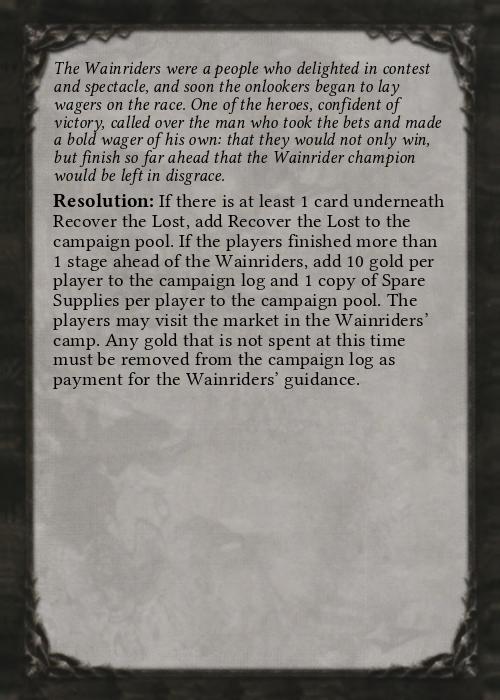 The Wainriders were a people who delighted in contest
and spectacle, and soon the onlookers began to lay
wagers on the race. One of the heroes, confident of
victory, called over the man who took the bets and made
a bold wager of his own: that they would not only win,
but finish so far ahead that the Wainrider champion
would be left in disgrace.
Resolution: If there is at least 1 card underneath
Recover the Lost, add Recover the Lost to the
campaign pool. If the players finished more than
1 stage ahead of the Wainriders, add 10 gold per
player to the campaign log and 1 copy of Spare
Supplies per player to the campaign pool. The
players may visit the market in the Wainriders'
camp. Any gold that is not spent at this time
must be removed from the campaign log as
payment for the Wainriders' guidance.